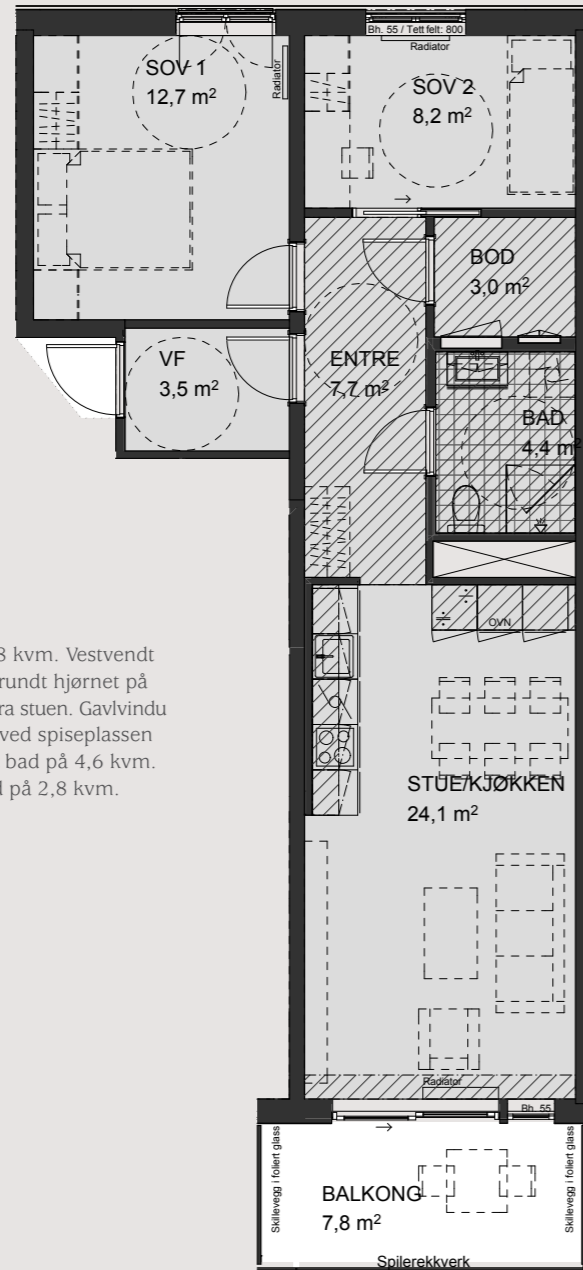 Bh. 55 / Tett felt: 800
Radiator
SOV 1
12,7 m²
Radiator
SOV 2
8,2 m²
BOD
3,0 m²
VF
3,5 m²
ENTRE
7,7 m²
BAD
4,4 m²
OVN
8 kvm. Vestvendt
rundt hjørnet på
ra stuen. Gavlvindu
ved spiseplassen
bad på 4,6 kvm.
d på 2,8 kvm.
STUE/KJØKKEN
24,1 m²
Radiator
Bh. 55
Skillevegg i foliert glass
BALKONG
7,8 m²
Skillevegg i foliert glass
Spilerekkverk